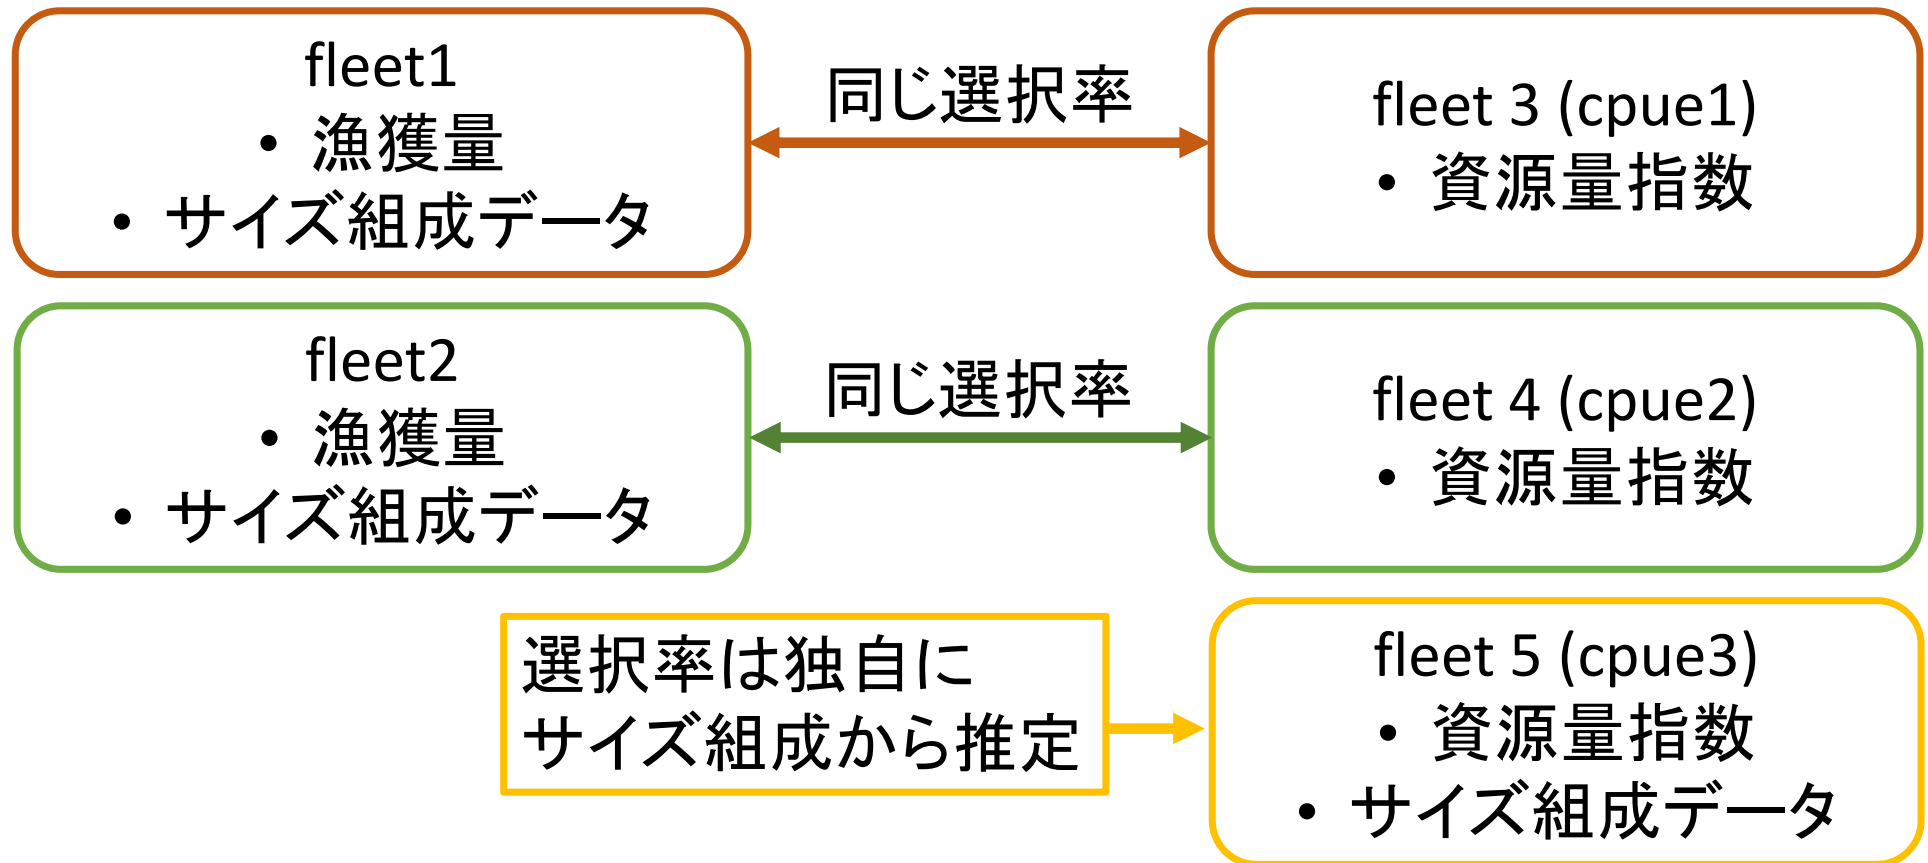 fleet1
• 漁獲量
• サイズ組成データ
同じ選択率
fleet 3 (cpue1)
• 資源量指数
fleet2
• 漁獲量
• サイズ組成データ
同じ選択率
fleet 4 (cpue2)
• 資源量指数
選択率は独自に
サイズ組成から推定
fleet 5 (cpue3)
• 資源量指数
• サイズ組成データ